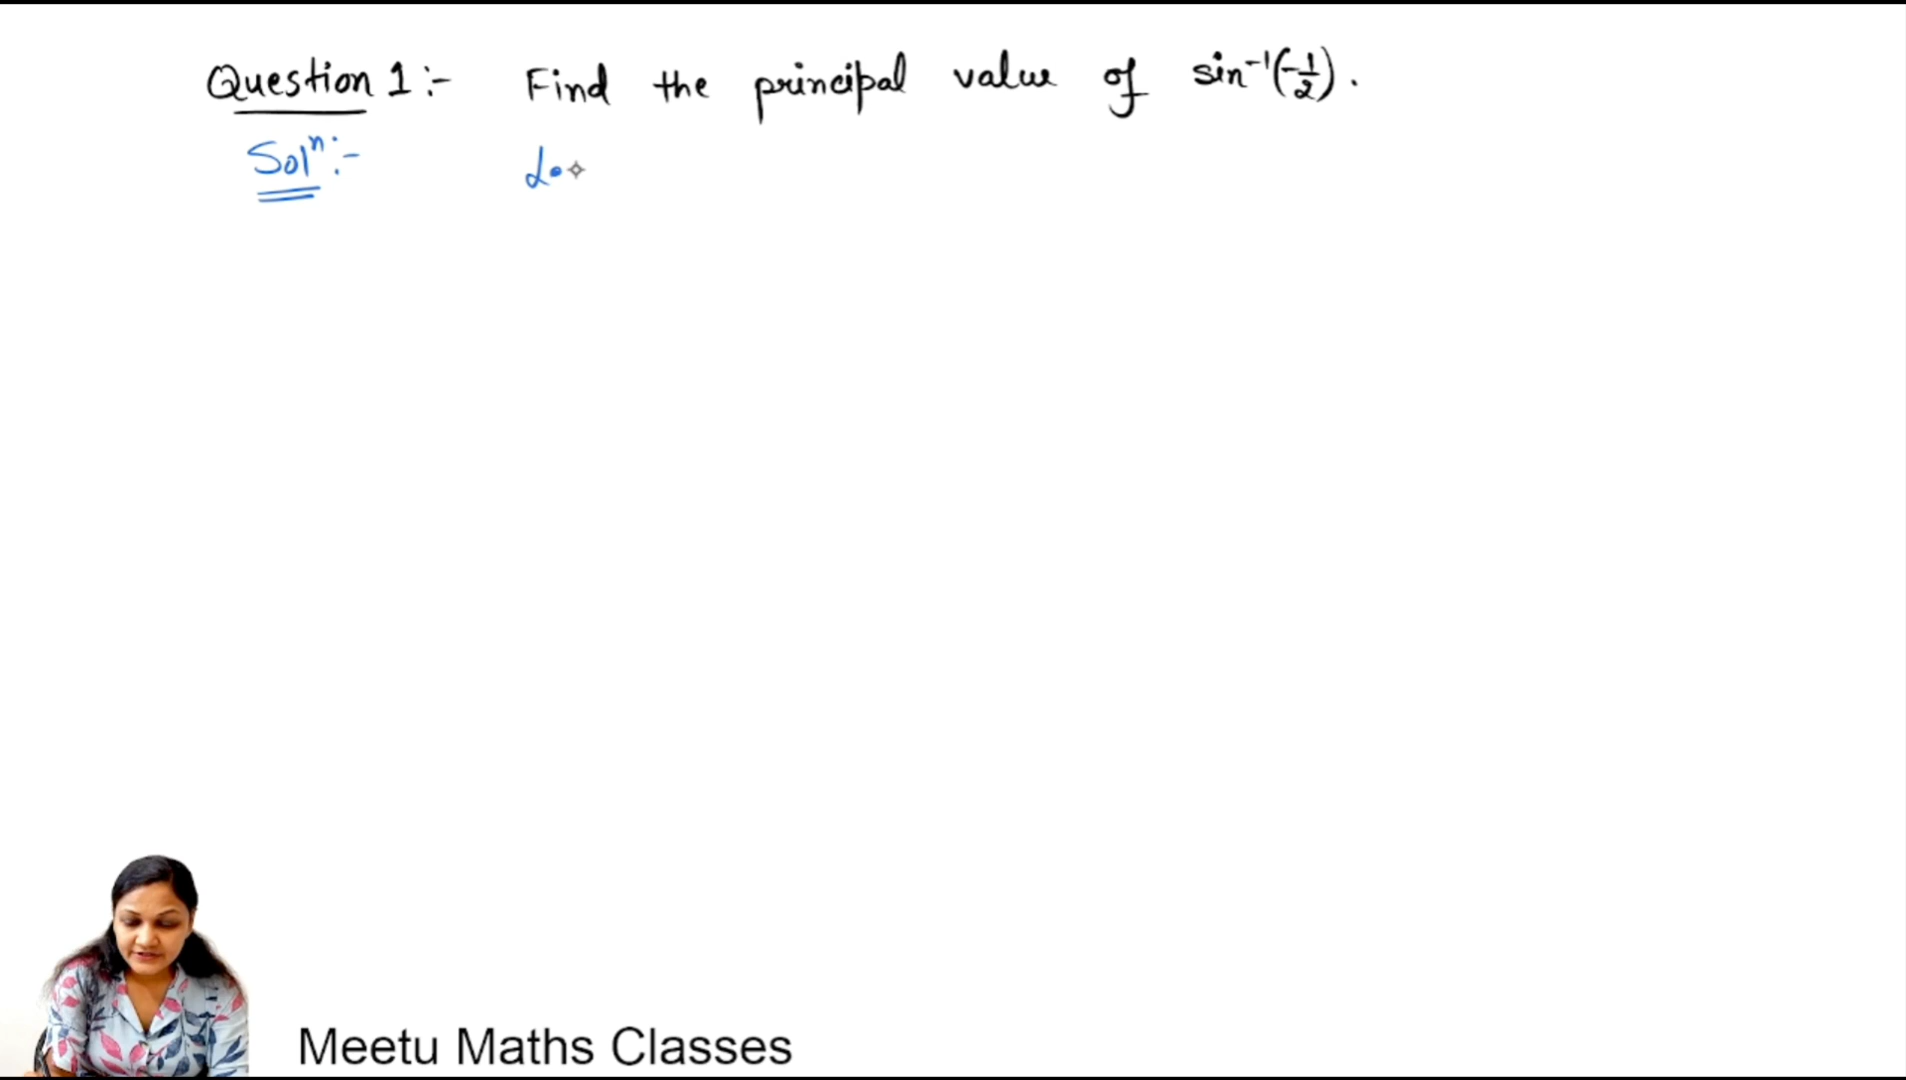 Question 1:- Find the principal value of sin⁻¹(-1/2).
Solⁿ:-
Meetu Maths Classes